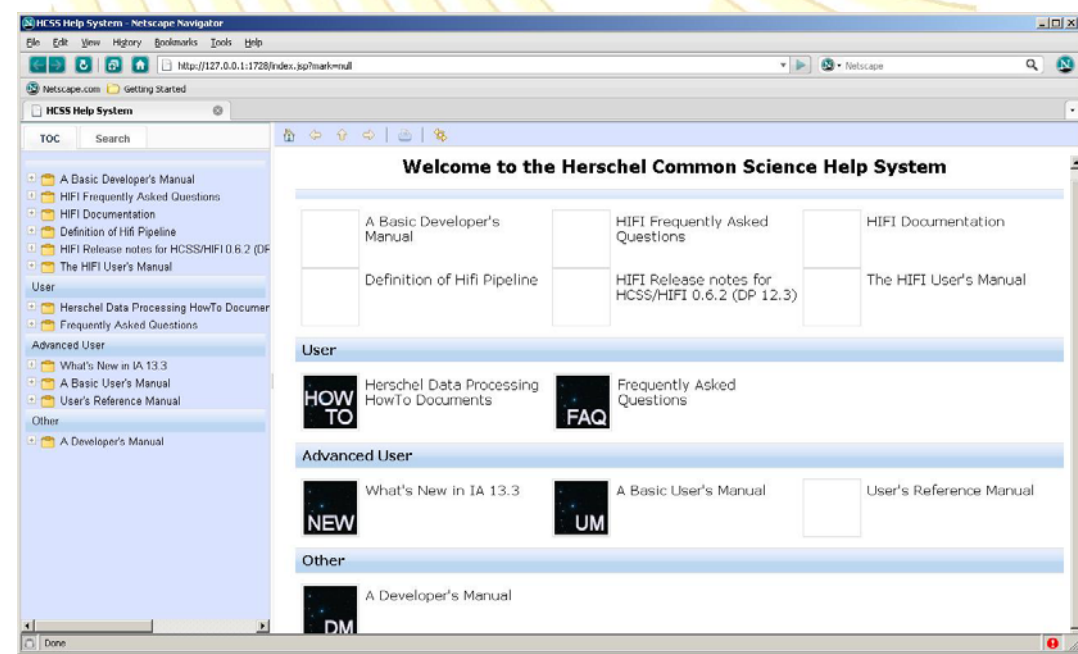 HCSS Help System - Netscape Navigator
File Edit View History Bookmarks Tools Help
http://127.0.0.1:1728/index.jsp?mark=null
Netscape
Netscape.com Getting Started
HCSS Help System
TOC Search
A Basic Developer's Manual
HIFI Frequently Asked Questions
HIFI Documentation
Definition of Hifi Pipeline
HIFI Release notes for HCSS/HIFI 0.6.2 (DP
The HIFI User's Manual
User
Herschel Data Processing HowTo Documer
Frequently Asked Questions
Advanced User
What's New in IA 13.3
A Basic User's Manual
User's Reference Manual
Other
A Developer's Manual
Welcome to the Herschel Common Science Help System
A Basic Developer's
Manual
HIFI Frequently Asked
Questions
HIFI Documentation
Definition of Hifi Pipeline
HIFI Release notes for
HCSS/HIFI 0.6.2 (DP 12.3)
The HIFI User's Manual
User
HOW
TO
Herschel Data Processing
HowTo Documents
FAQ
Frequently Asked
Questions
Advanced User
NEW
What's New in IA 13.3
UM
A Basic User's Manual
User's Reference Manual
Other
DM
A Developer's Manual
Done